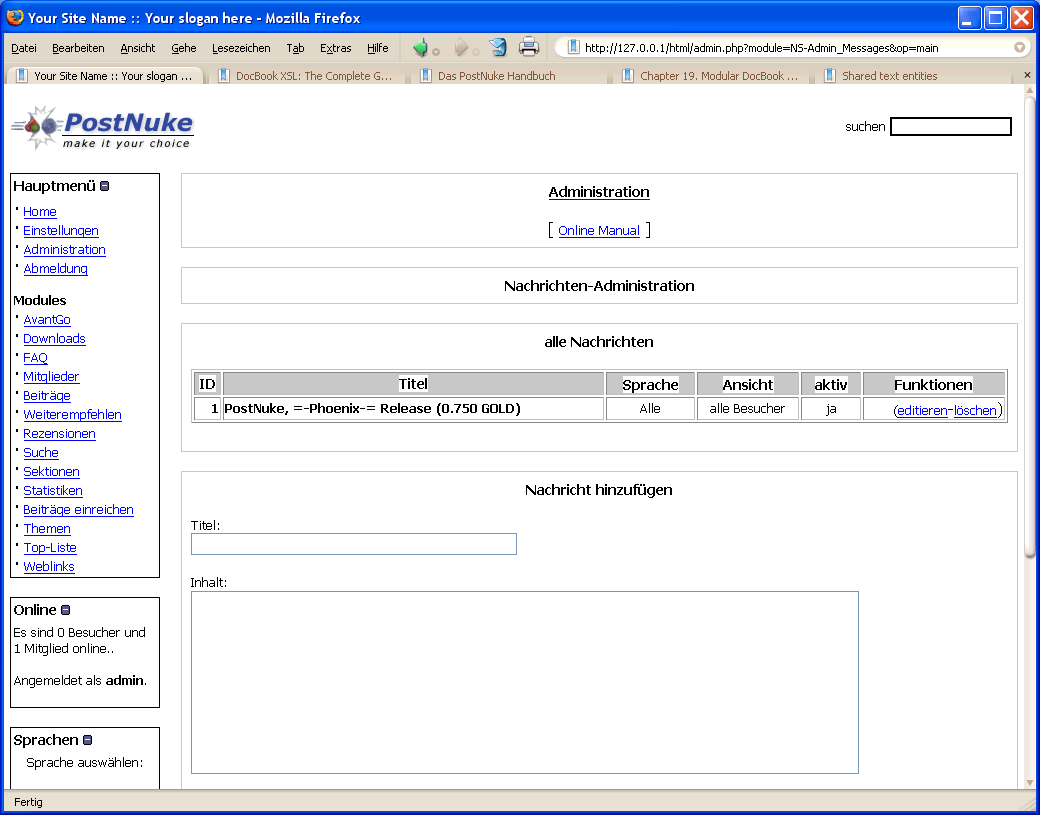 Your Site Name :: Your slogan here - Mozilla Firefox
Datei Bearbeiten Ansicht Gehe Lesezeichen Tab Extras Hilfe http://127.0.0.1/html/admin.php?module=NS-Admin_Messages&op=main
Your Site Name :: Your slogan ... DocBook XSL: The Complete G... Das PostNuke Handbuch Chapter 19. Modular DocBook ... Shared text entities
PostNuke
make it your choice
suchen
Hauptmenü
Home
Einstellungen
Administration
Abmeldung
Modules
AvantGo
Downloads
FAQ
Mitglieder
Beiträge
Weiterempfehlen
Rezensionen
Suche
Sektionen
Statistiken
Beiträge einreichen
Themen
Top-Liste
Weblinks
Online
Es sind 0 Besucher und
1 Mitglied online..
Angemeldet als admin.
Sprachen
Sprache auswählen:
Administration
[ Online Manual ]
Nachrichten-Administration
alle Nachrichten
ID Titel Sprache Ansicht aktiv Funktionen
1 PostNuke, =-Phoenix-= Release (0.750 GOLD) Alle alle Besucher ja (editieren-löschen)
Nachricht hinzufügen
Titel:
Inhalt:
Fertig